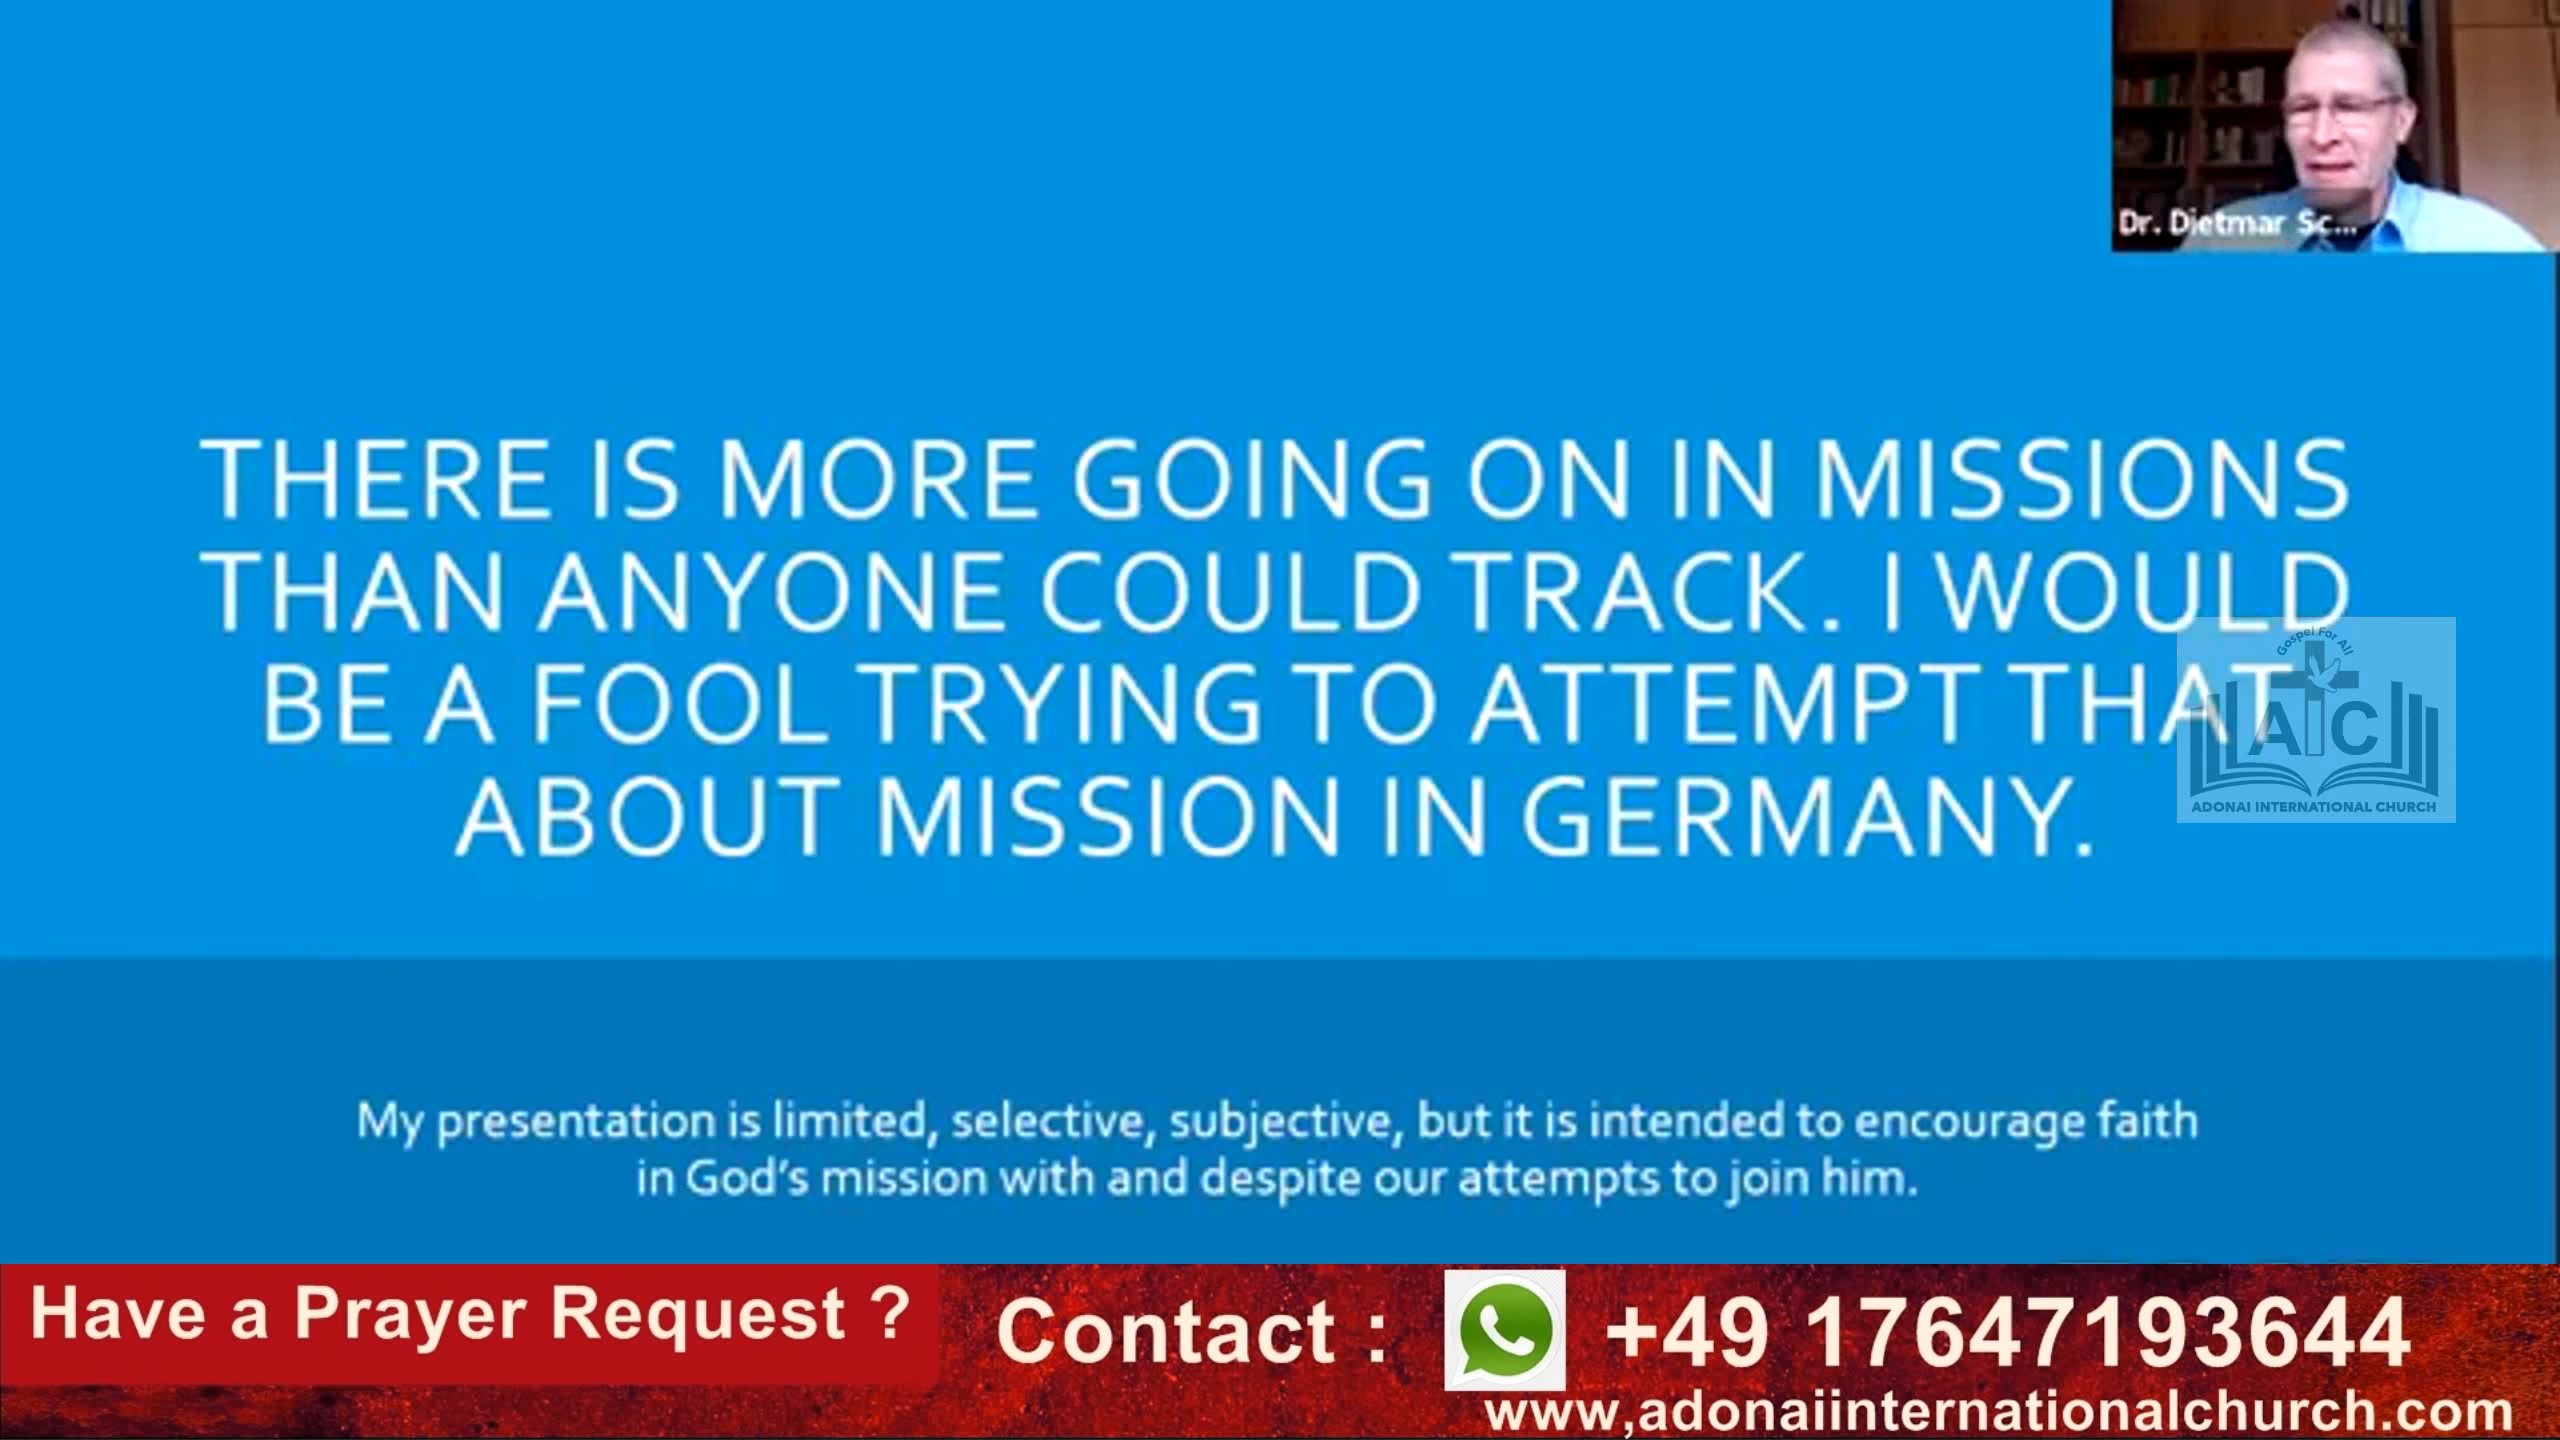 Dr. Dietmar Sc...
THERE IS MORE GOING ON IN MISSIONS
THAN ANYONE COULD TRACK. I WOULD
BE A FOOL TRYING TO ATTEMPT THAT
ABOUT MISSION IN GERMANY.
Gospel For All
AIC
ADONAI INTERNATIONAL CHURCH
My presentation is limited, selective, subjective, but it is intended to encourage faith
in God's mission with and despite our attempts to join him.
Have a Prayer Request ?
Contact :
+49 17647193644
www,adonaiinternationalchurch.com